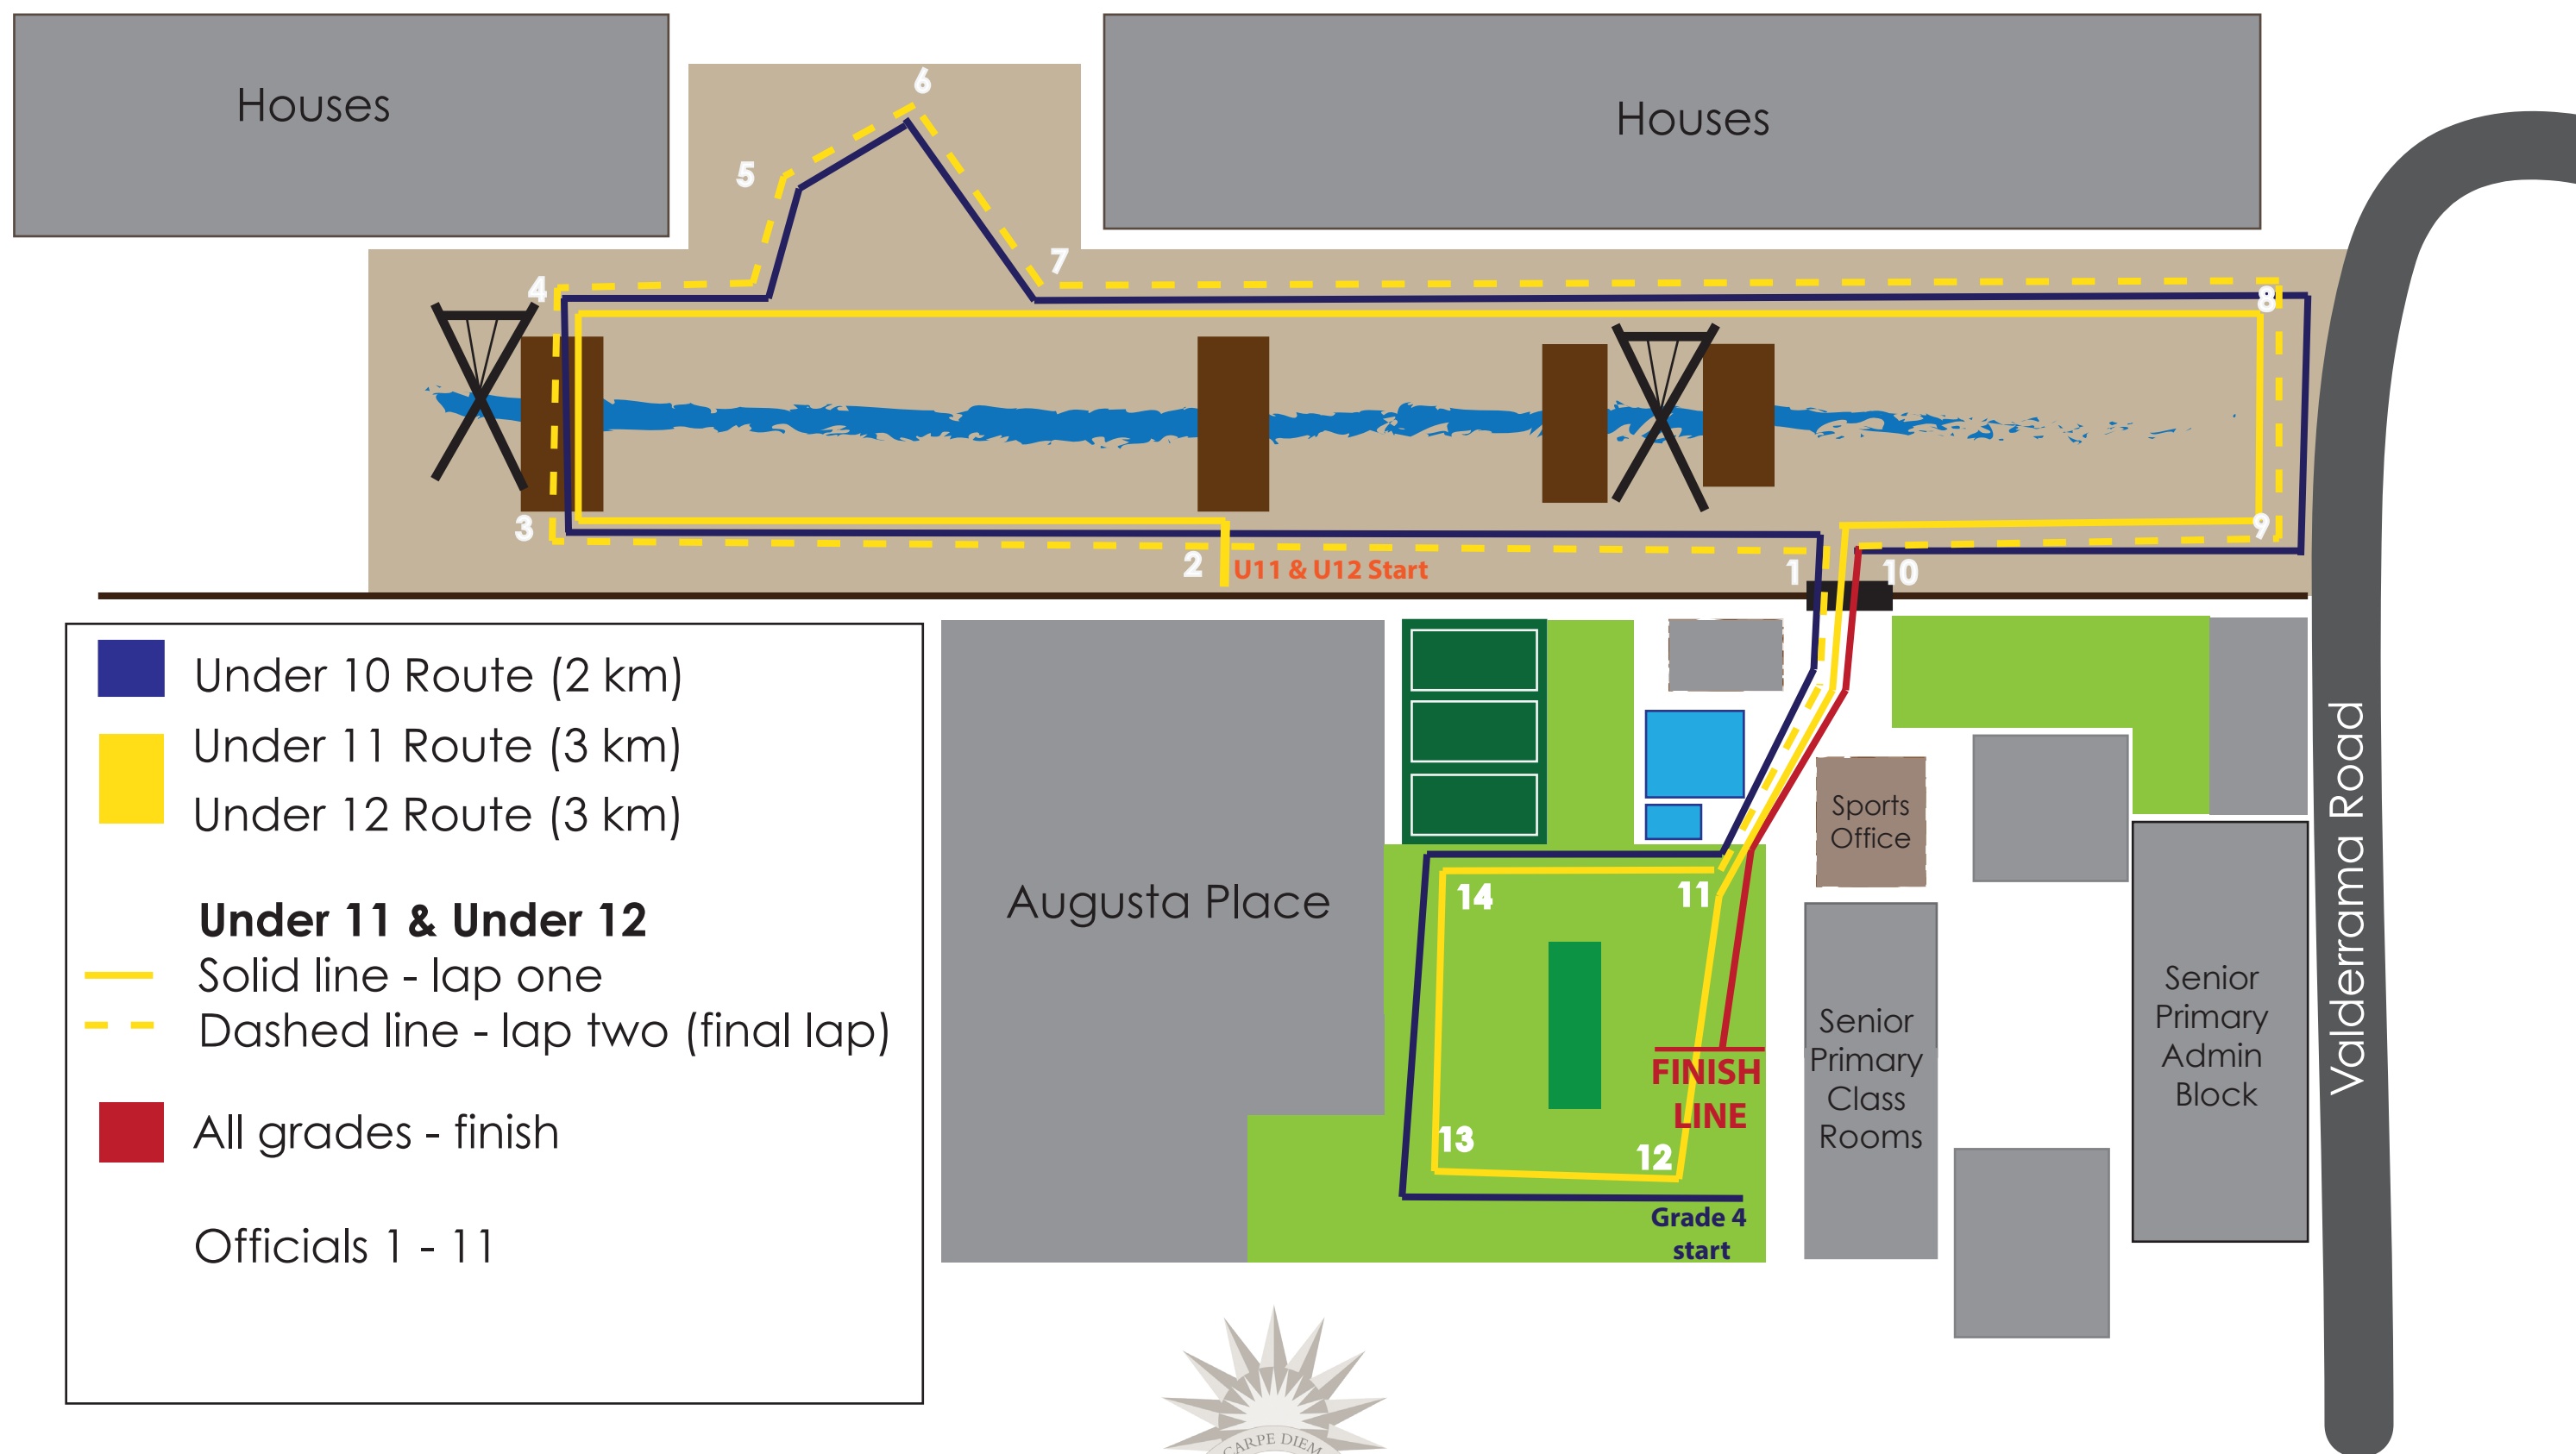 Houses
Houses
6
5
7
4
8
3
9
2
U11 & U12 Start
1
10
Under 10 Route (2 km)
Under 11 Route (3 km)
Under 12 Route (3 km)
Under 11 & Under 12
Solid line - lap one
Dashed line - lap two (final lap)
All grades - finish
Officials 1 - 11
Augusta Place
14
11
13
12
FINISH
LINE
Grade 4
start
Sports
Office
Senior
Primary
Class
Rooms
Senior
Primary
Admin
Block
Valderrama Road
CARPE DIEM